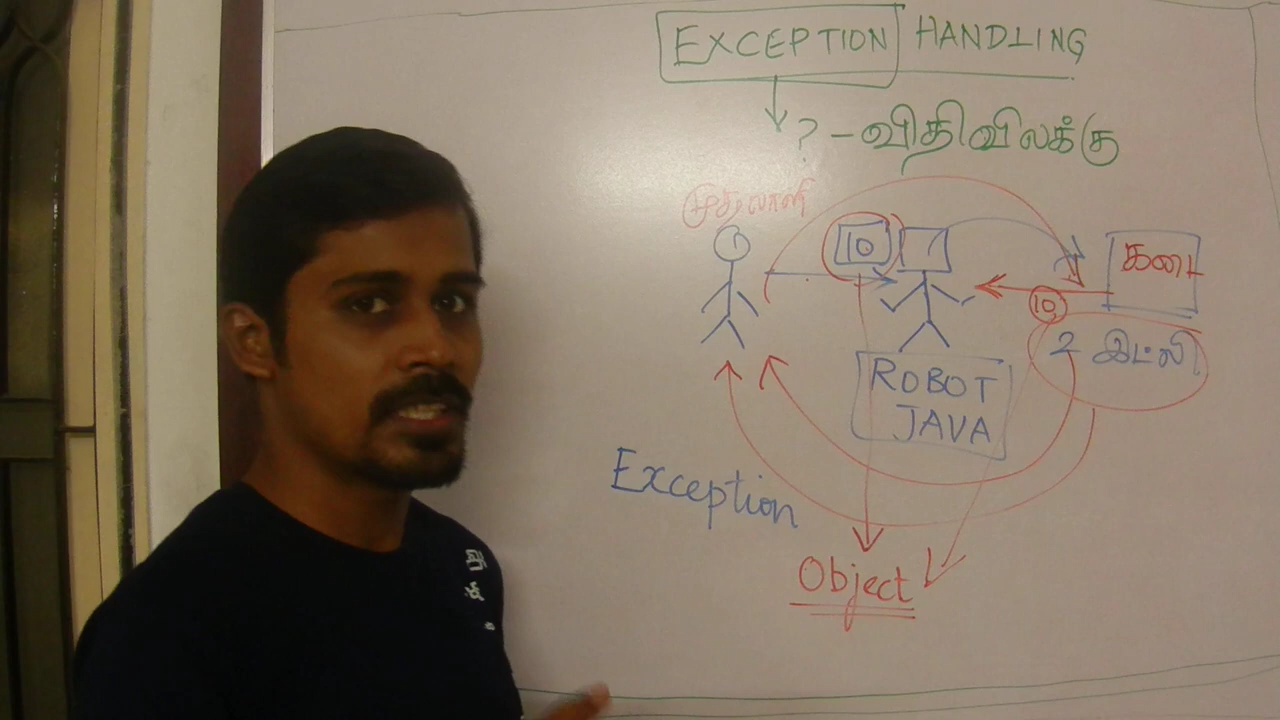 EXCEPTION HANDLING
? - விதிவிலக்கு
முதலாளி
10
கடை
10
2 இட்லி
ROBOT
JAVA
Exception
Object